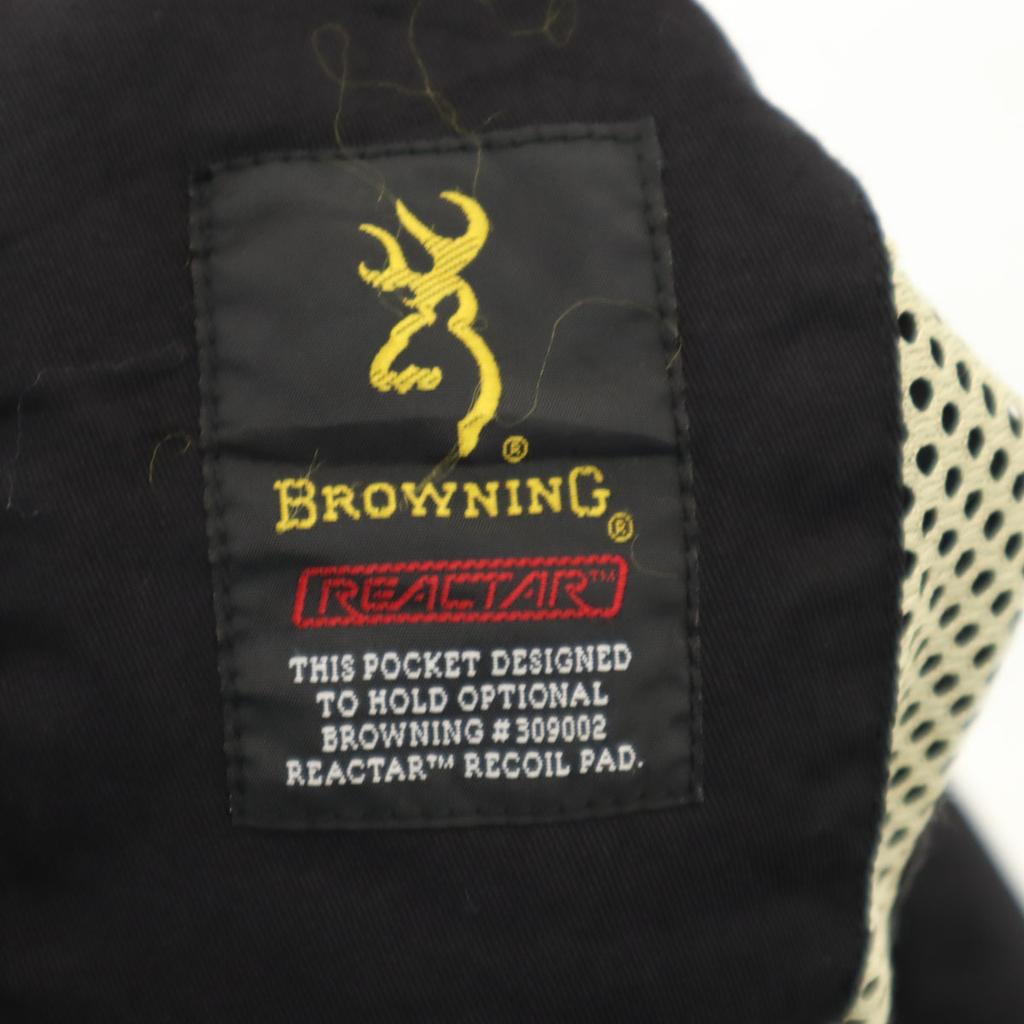 ®
BROWNING®
REACTAR™
THIS POCKET DESIGNED
TO HOLD OPTIONAL
BROWNING #309002
REACTAR™ RECOIL PAD.